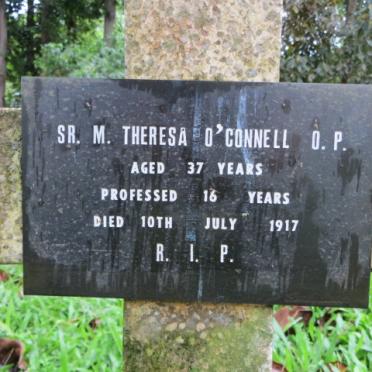 SR. M. THERESA O'CONNELL O. P.
AGED 37 YEARS
PROFESSED 16 YEARS
DIED 10TH JULY 1917
R. I. P.